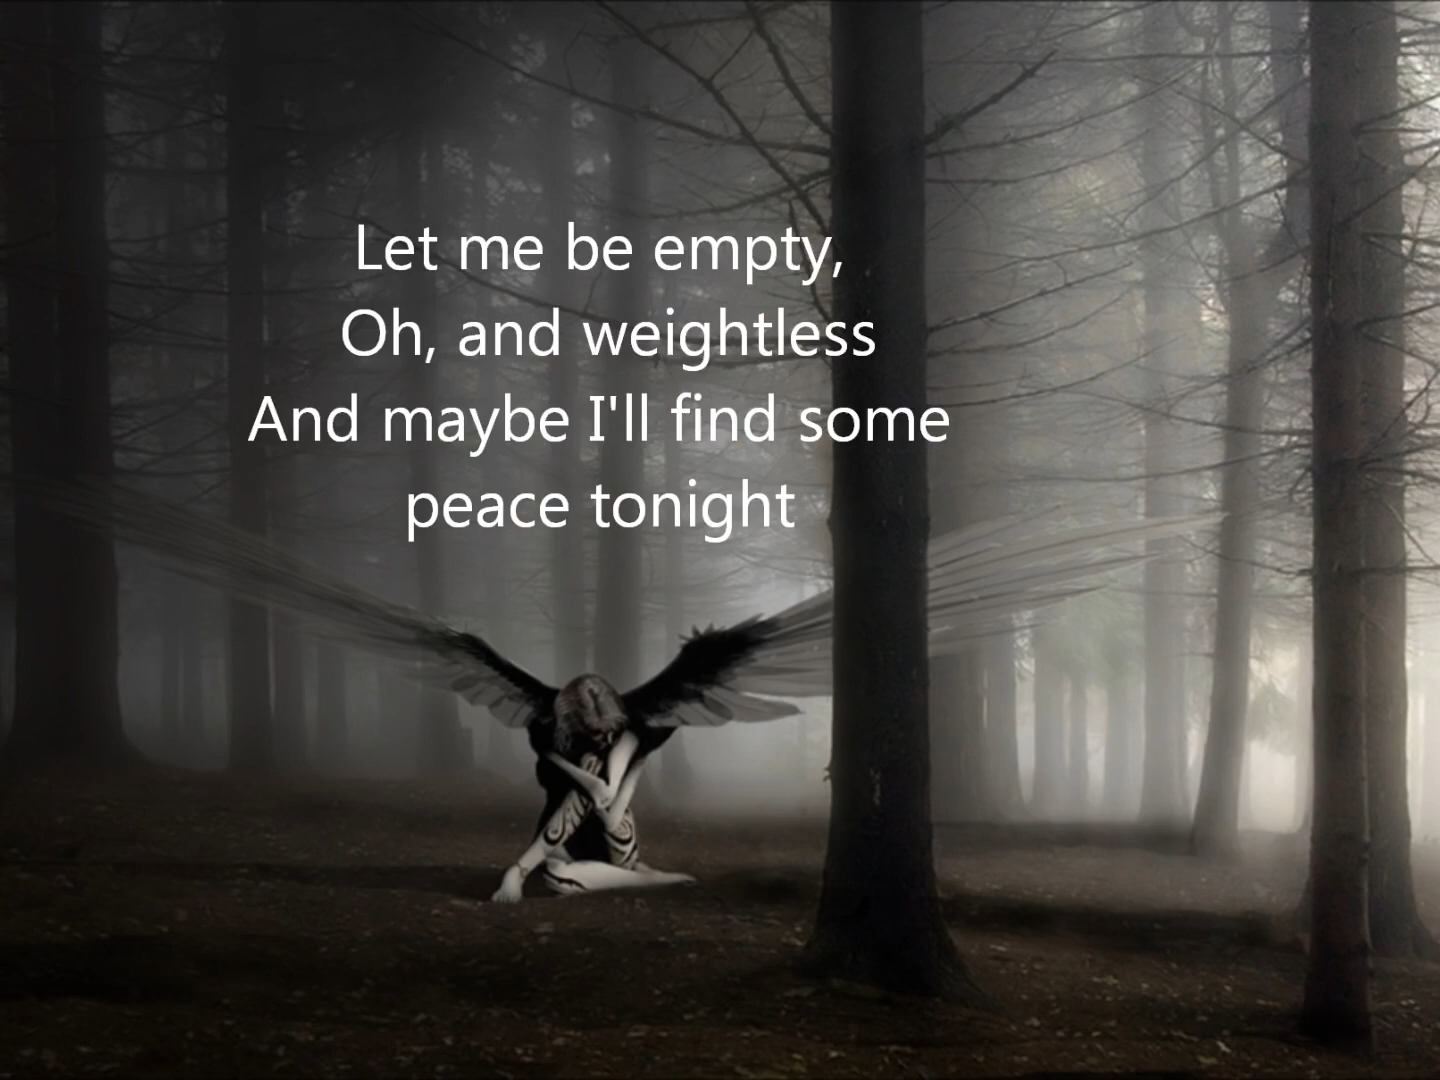 Let me be empty,
Oh, and weightless
And maybe I'll find some
peace tonight